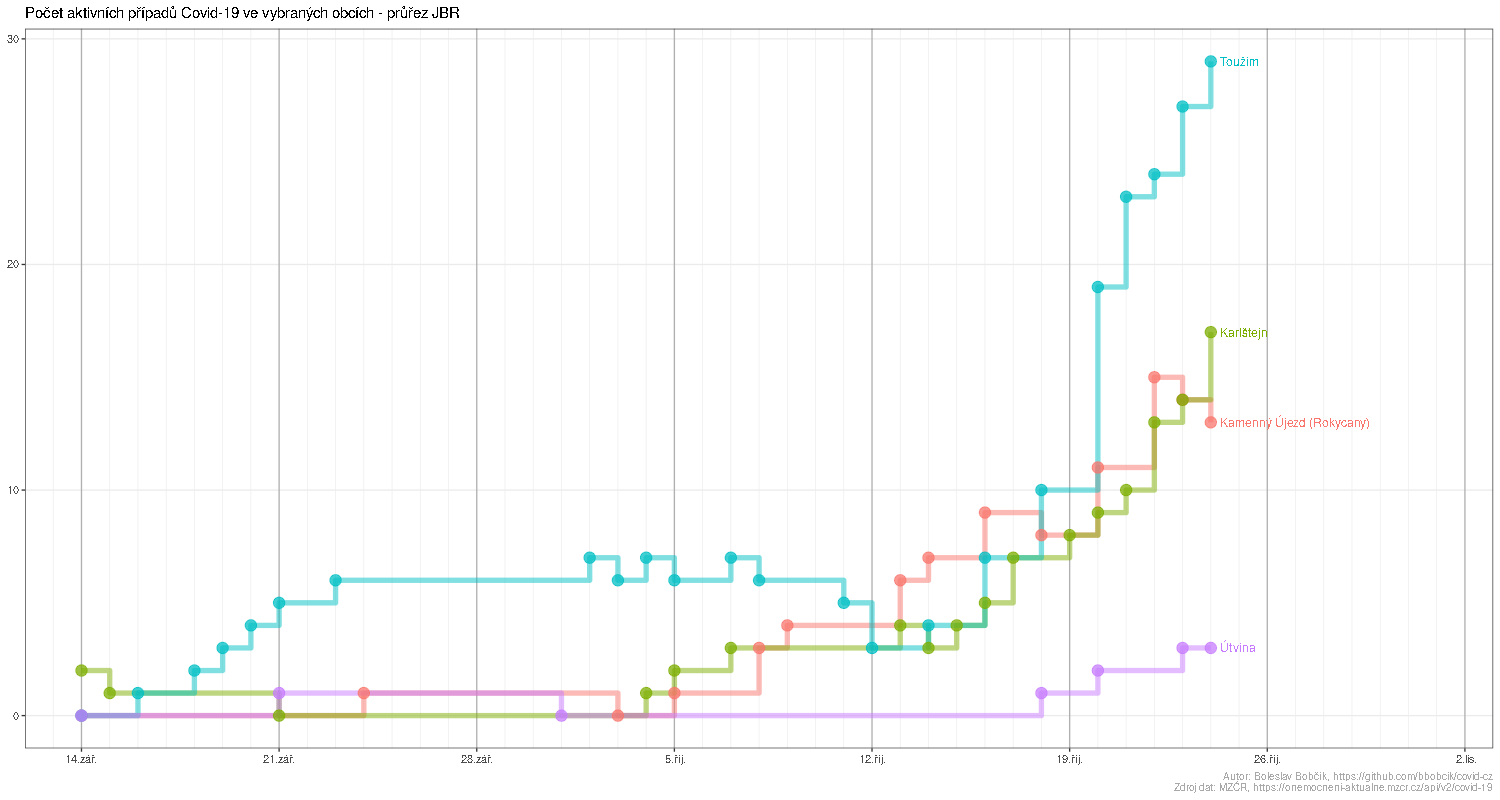 Počet aktivních případů Covid-19 ve vybraných obcích - průřez JBR
30
20
10
0
Toužim
Karlštejn
Kamenný Újezd (Rokycany)
Útvina
14.zář.
21.zář.
28.zář.
5.říj.
12.říj.
19.říj.
26.říj.
2.lis.
Autor: Boleslav Bobčík, https://github.com/bbobcik/covid-cz
Zdroj dat: MZČR, https://onemocneni-aktualne.mzcr.cz/api/v2/covid-19